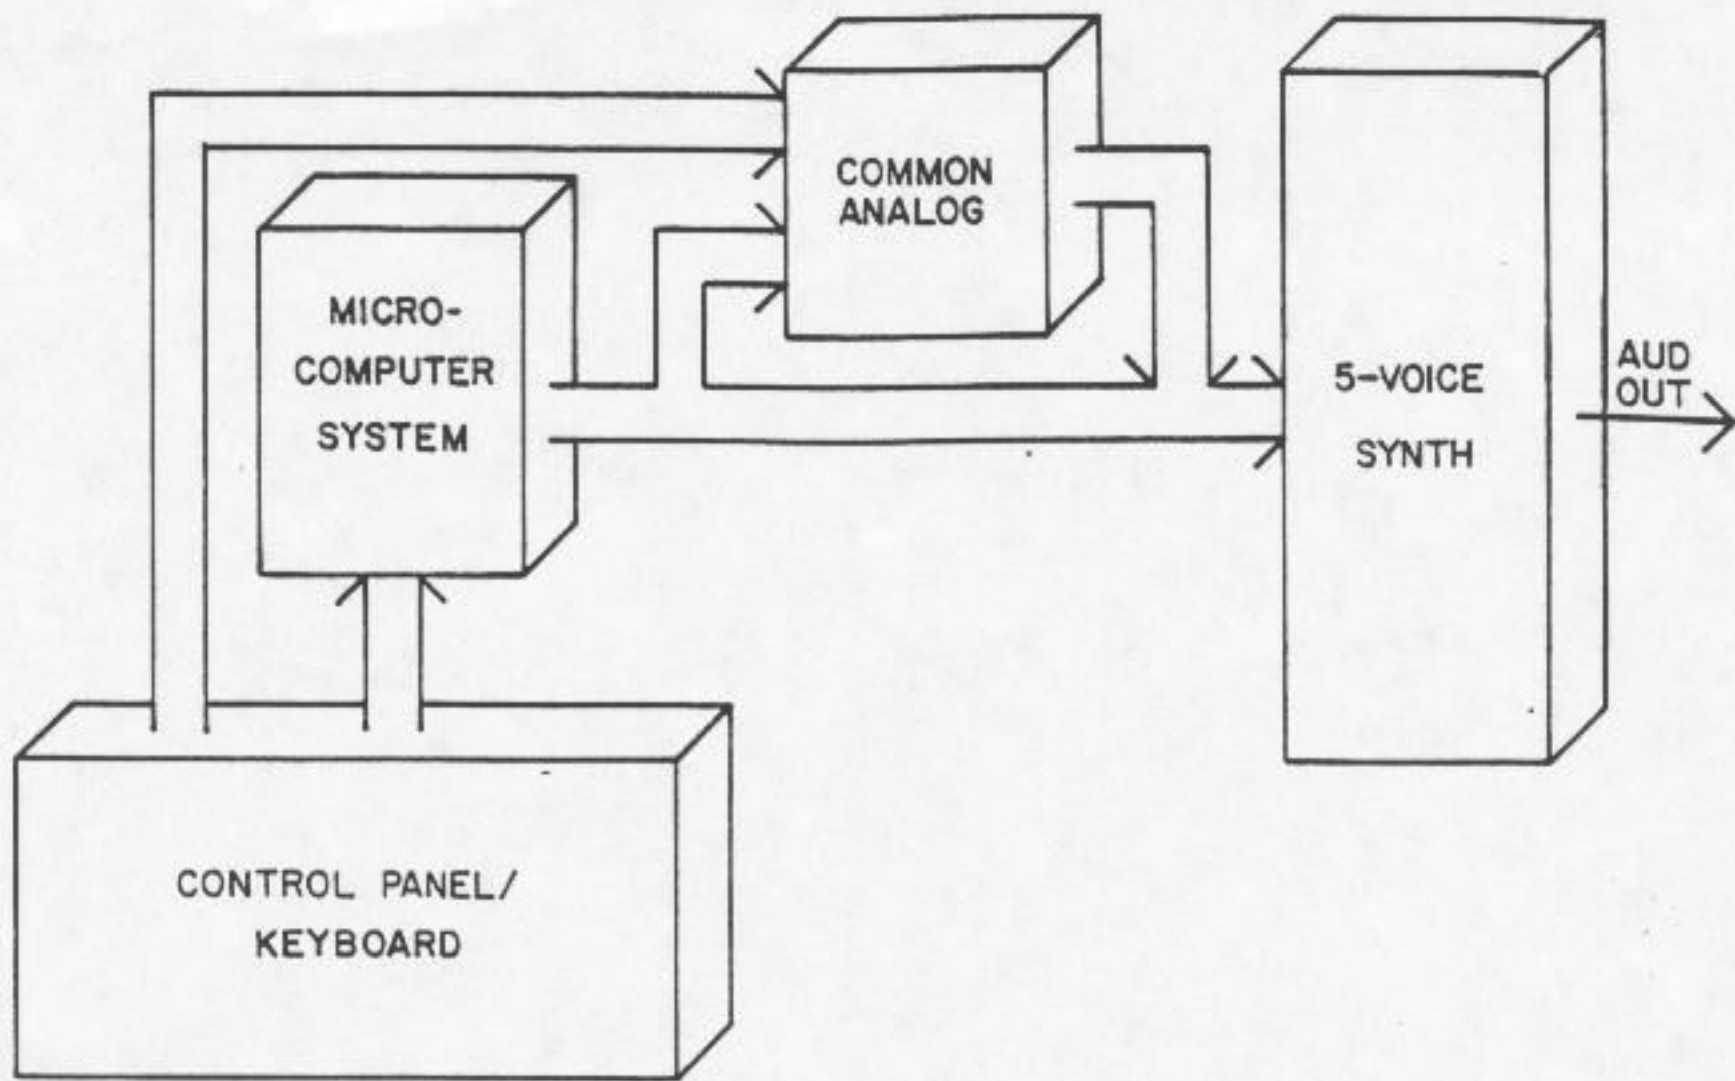 COMMON
ANALOG
MICRO-
COMPUTER
SYSTEM
5-VOICE
SYNTH
AUD
OUT
CONTROL PANEL/
KEYBOARD